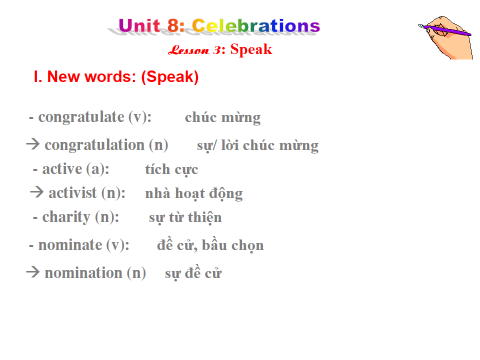 Unit 8: Celebrations
Lesson 3: Speak
I. New words: (Speak)
- congratulate (v): chúc mừng
→ congratulation (n) sự/ lời chúc mừng
- active (a): tích cực
→ activist (n): nhà hoạt động
- charity (n): sự từ thiện
- nominate (v): đề cử, bầu chọn
→ nomination (n) sự đề cử